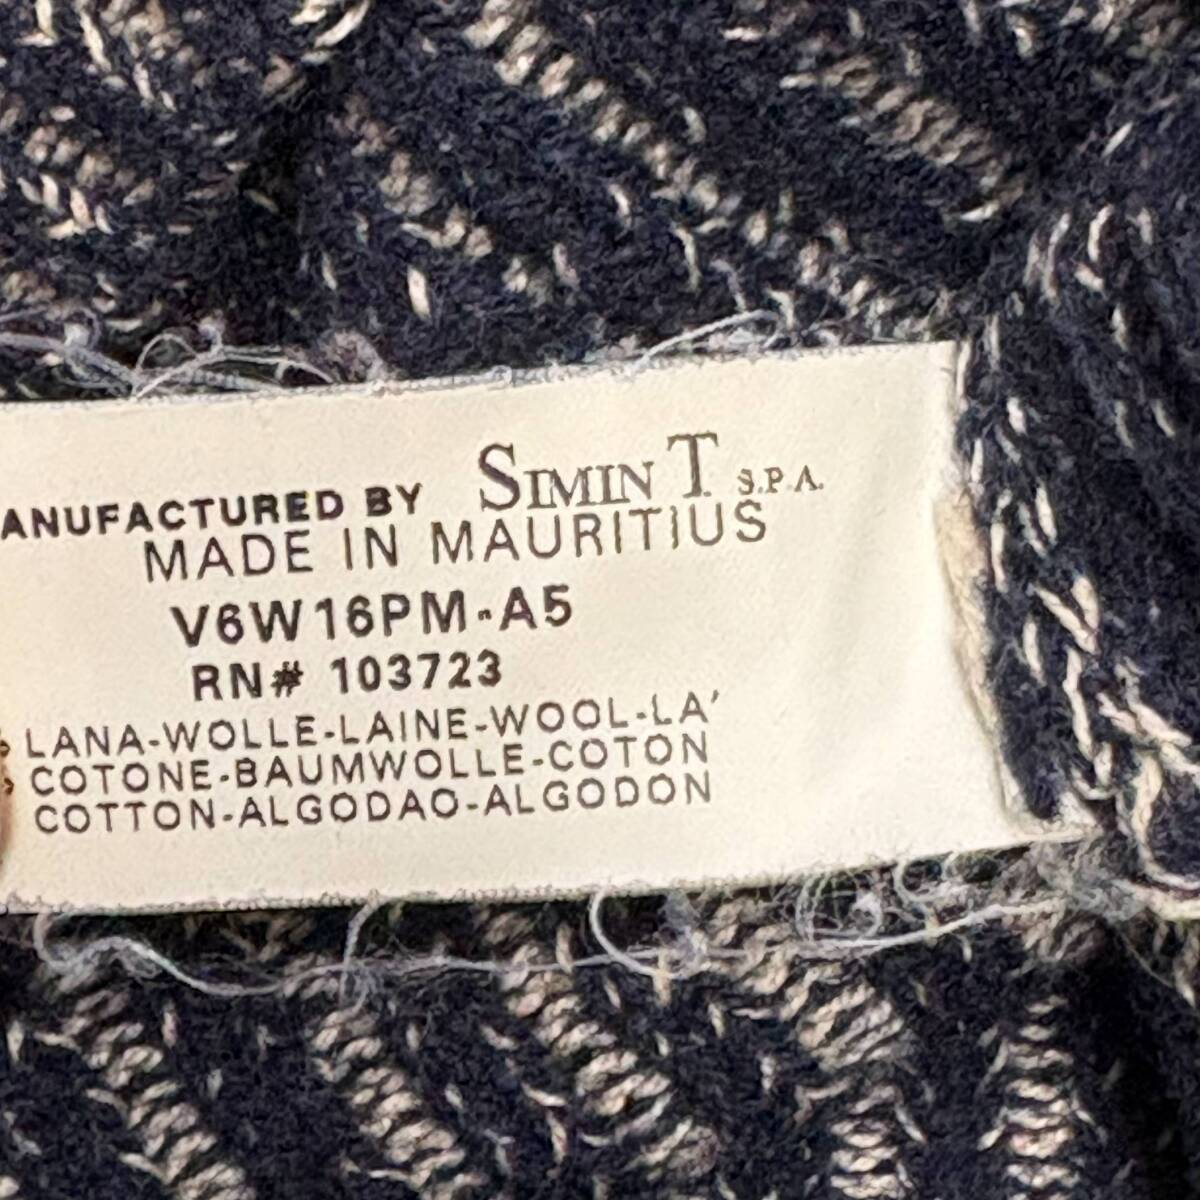 ANUFACTURED BY SIMIN T. S.P.A.
MADE IN MAURITIUS
V6W16PM-A5
RN# 103723
LANA-WOLLE-LAINE-WOOL-LA'
COTONE-BAUMWOLLE-COTON
COTTON-ALGODAO-ALGODON